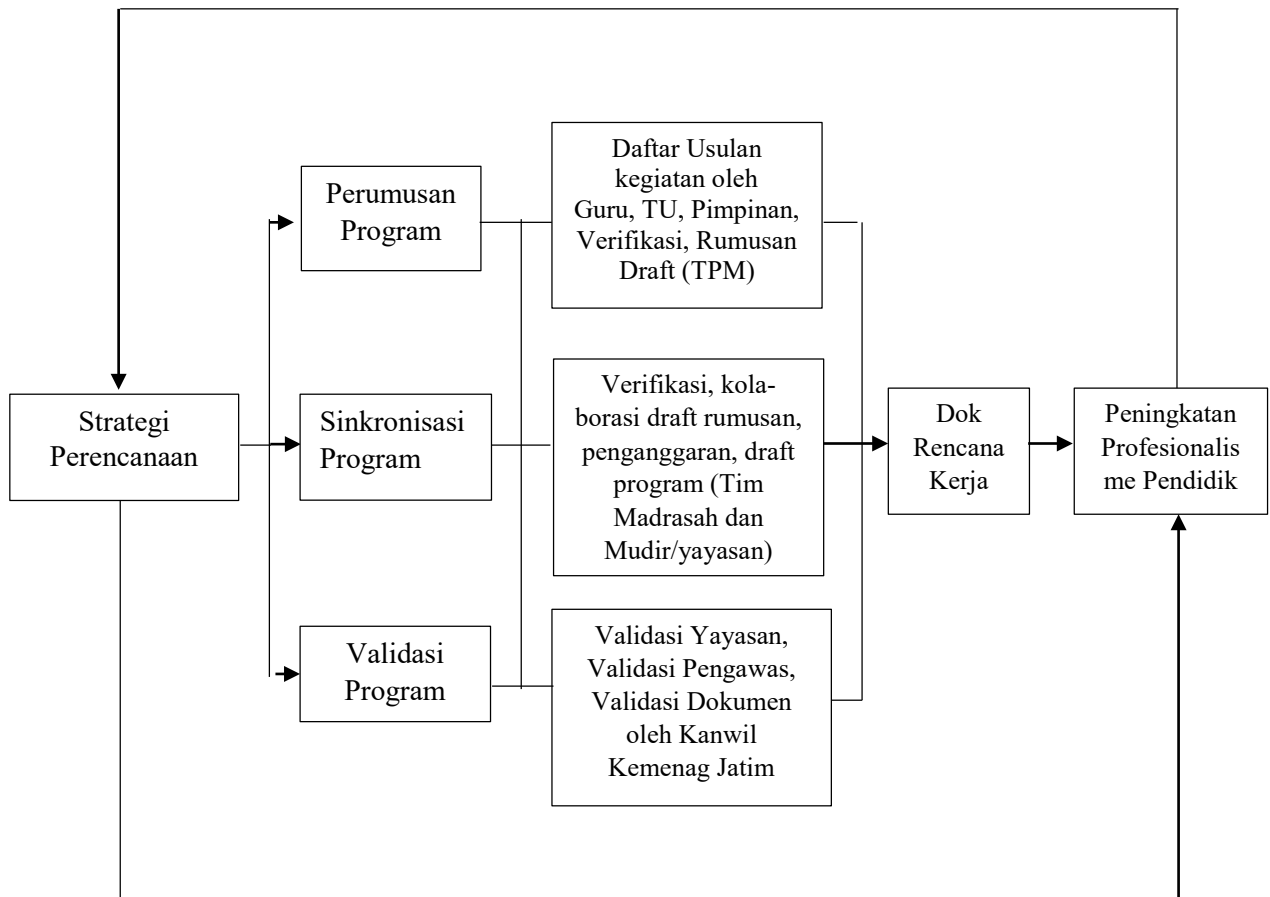 Daftar Usulan
kegiatan oleh
Guru, TU, Pimpinan,
Verifikasi, Rumusan
Draft (TPM)
Perumusan
Program
Strategi
Perencanaan
Sinkronisasi
Program
Verifikasi, kola-
borasi draft rumusan,
penganggaran, draft
program (Tim
Madrasah dan
Mudir/yayasan)
Dok
Rencana
Kerja
Peningkatan
Profesionalis
me Pendidik
Validasi
Program
Validasi Yayasan,
Validasi Pengawas,
Validasi Dokumen
oleh Kanwil
Kemenag Jatim